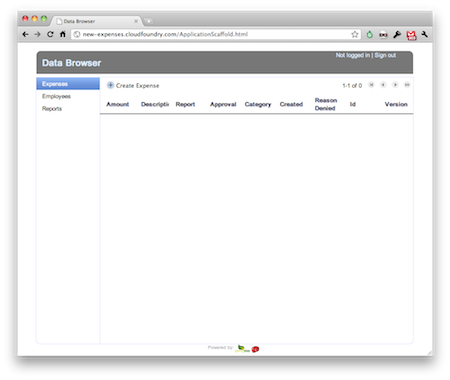 Data Browser
new-expenses.cloudfoundry.com/ApplicationScaffold.html
Not logged in | Sign out
Data Browser
Expenses
Create Expense
1-1 of 0
Employees
Reports
Amount Descripti Report Approval Category Created Reason Denied Id Version
Powered by: